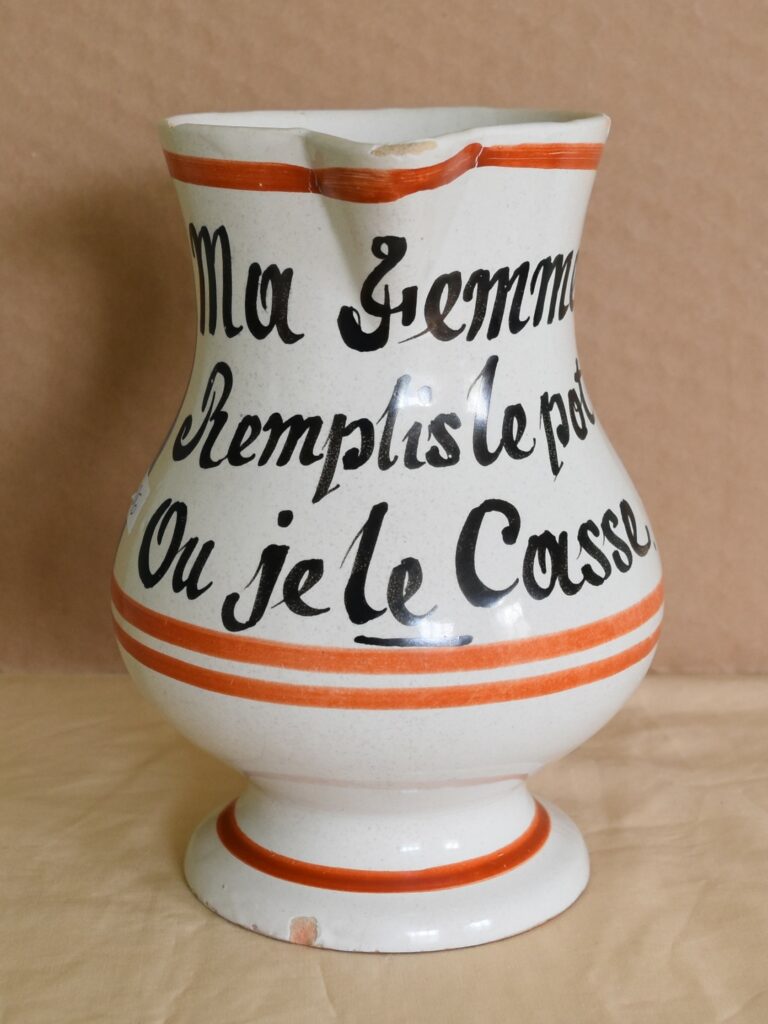 Ma Femme
Remplis le pot
Ou je le Casse.